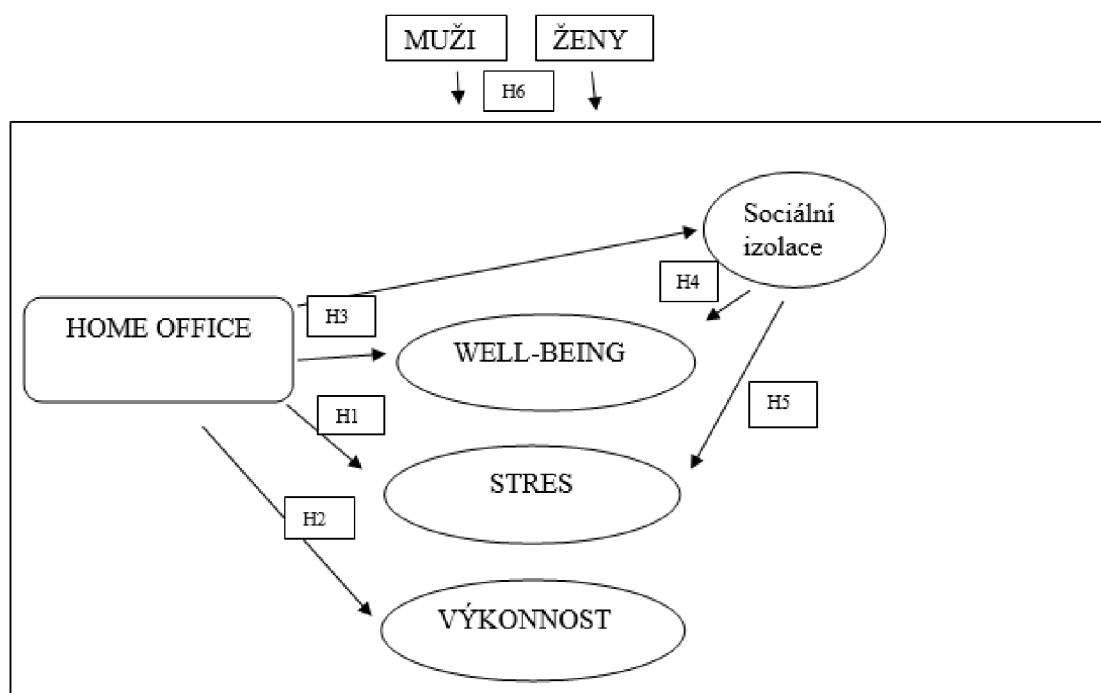 MUŽI
ŽENY
H6
Sociální
izolace
H4
H3
HOME OFFICE
WELL-BEING
H1
H5
STRES
H2
VÝKONNOST